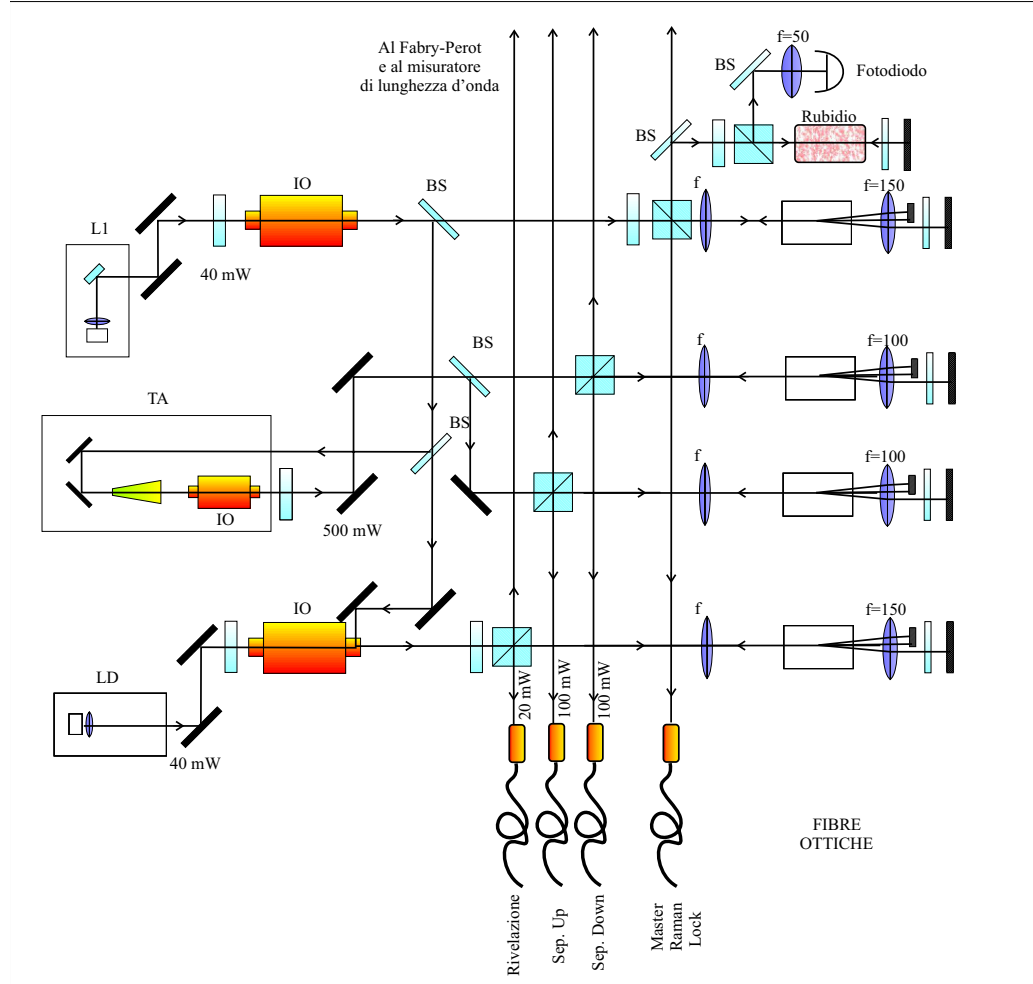 Al Fabry-Perot
e al misuratore
di lunghezza d'onda
f=50
BS
Fotodiodo
BS
Rubidio
IO
BS
f
f=150
L1
40 mW
BS
f
f=100
TA
BS
f
f=100
IO
500 mW
IO
f
f=150
LD
40 mW
20 mW
100 mW
100 mW
FIBRE
OTTICHE
Rivelazione
Sep. Up
Sep. Down
Master
Raman
Lock